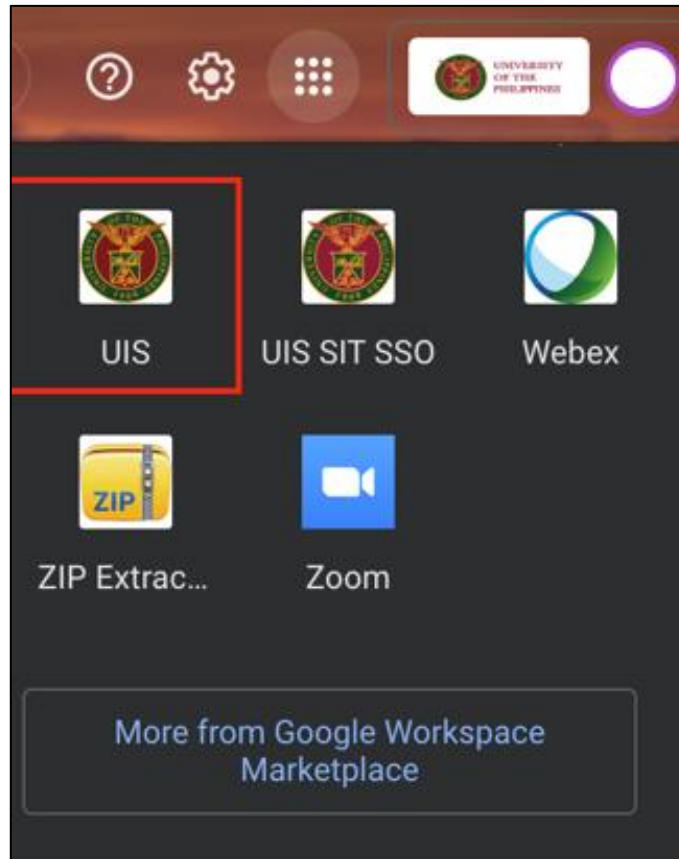 UNIVERSITY
OF THE
PHILIPPINES
UIS
UIS SIT SSO
Webex
ZIP
ZIP Extrac...
Zoom
More from Google Workspace
Marketplace